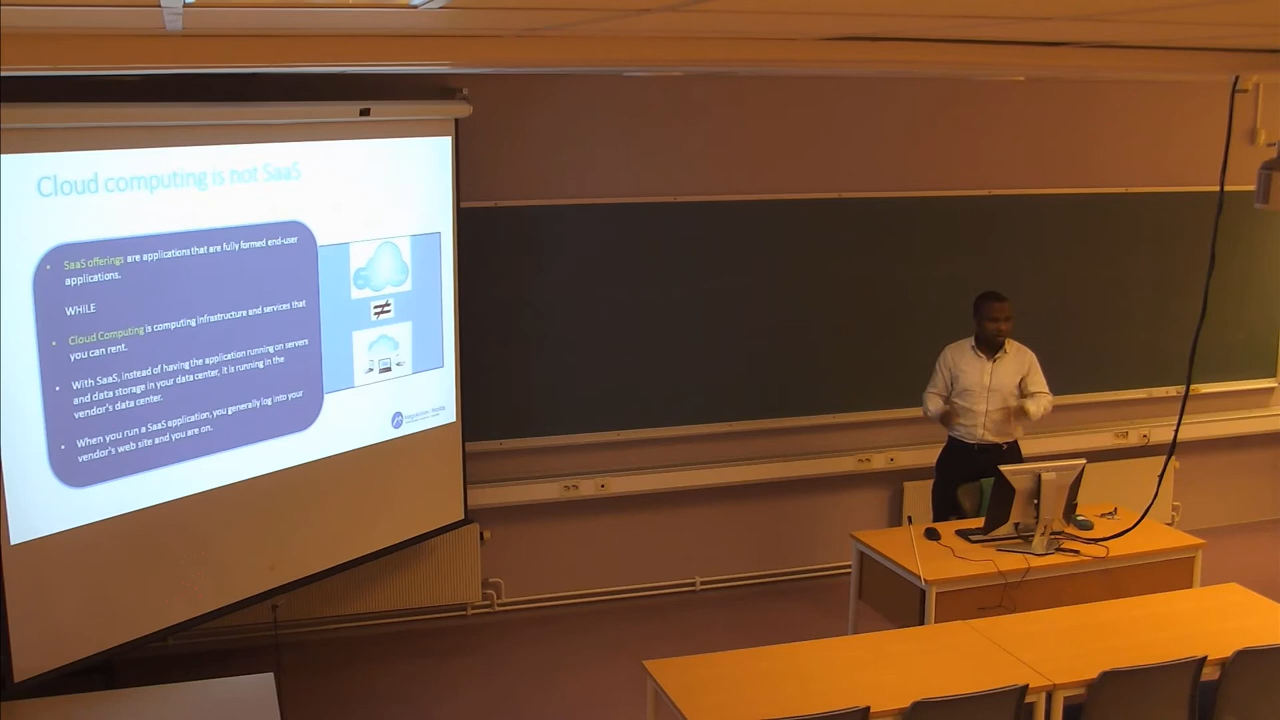 Cloud computing is not SaaS
• SaaS offerings are applications that are fully formed end-user
applications.
WHILE
• Cloud Computing is computing infrastructure and services that
you can rent.
• With SaaS, instead of having the application running on servers
and data storage in your data center, it is running in the
vendor's data center.
• When you run a SaaS application, you generally log into your
vendor's web site and you are on.
≠